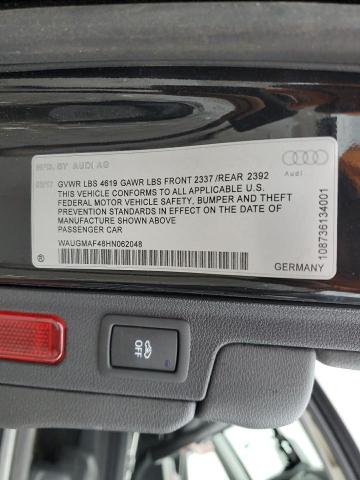 MFG. BY AUDI AG
GVWR LBS 4619 GAWR LBS FRONT 2337 /REAR 2392
THIS VEHICLE CONFORMS TO ALL APPLICABLE U.S.
FEDERAL MOTOR VEHICLE SAFETY, BUMPER AND THEFT
PREVENTION STANDARDS IN EFFECT ON THE DATE OF
MANUFACTURE SHOWN ABOVE
PASSENGER CAR
WAUGMAF48HN062048
Audi
GERMANY
®
108736134001
OFF